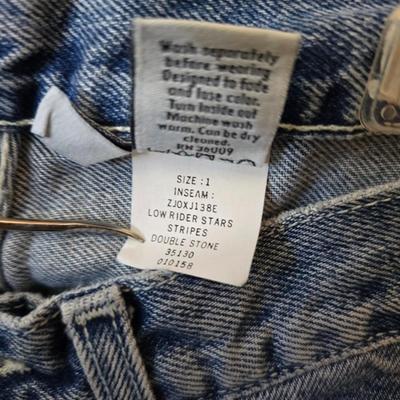 Wash separately
before wearing
Designed to fade
and lose color.
Turn inside out
Machine wash
warm. Can be dry
cleaned.
RN 36009
SIZE : 1
INSEAM :
ZJOXJ138E
LOW RIDER STARS
STRIPES
DOUBLE STONE
35130
010158